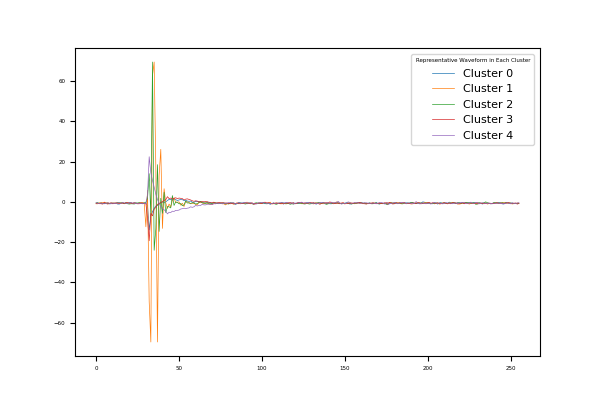 Representative Waveform in Each Cluster
Cluster 0
Cluster 1
Cluster 2
Cluster 3
Cluster 4
60
40
20
0
−20
−40
−60
0 50 100 150 200 250